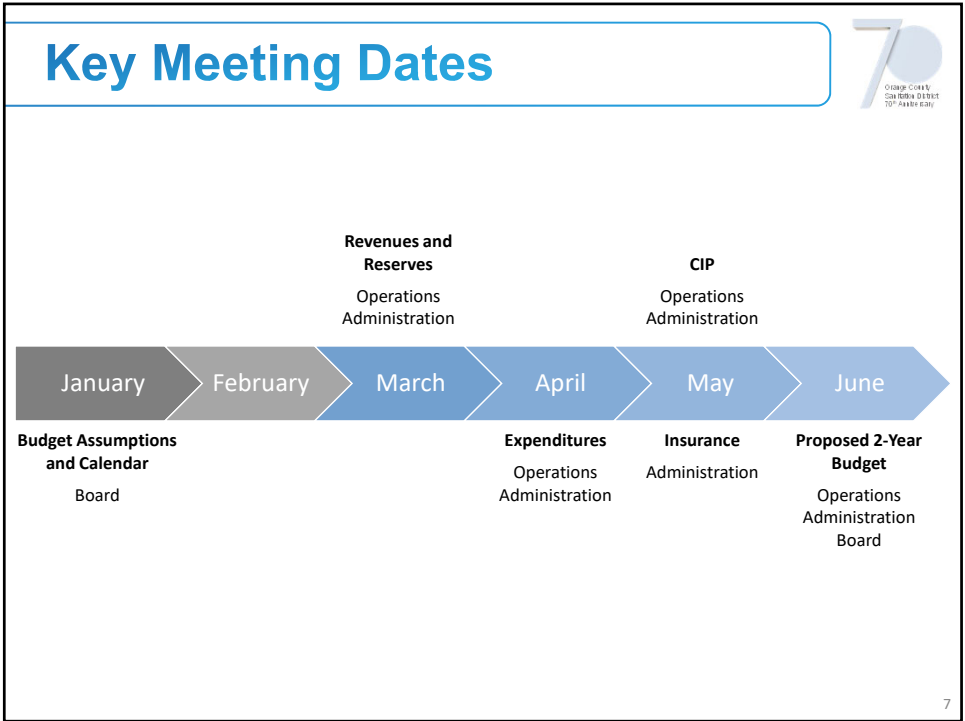 Key Meeting Dates
Orange County
Sanitation District
70th Anniversary
Revenues and
Reserves
Operations
Administration
CIP
Operations
Administration
January
February
March
April
May
June
Budget Assumptions
and Calendar
Board
Expenditures
Operations
Administration
Insurance
Administration
Proposed 2-Year
Budget
Operations
Administration
Board
7